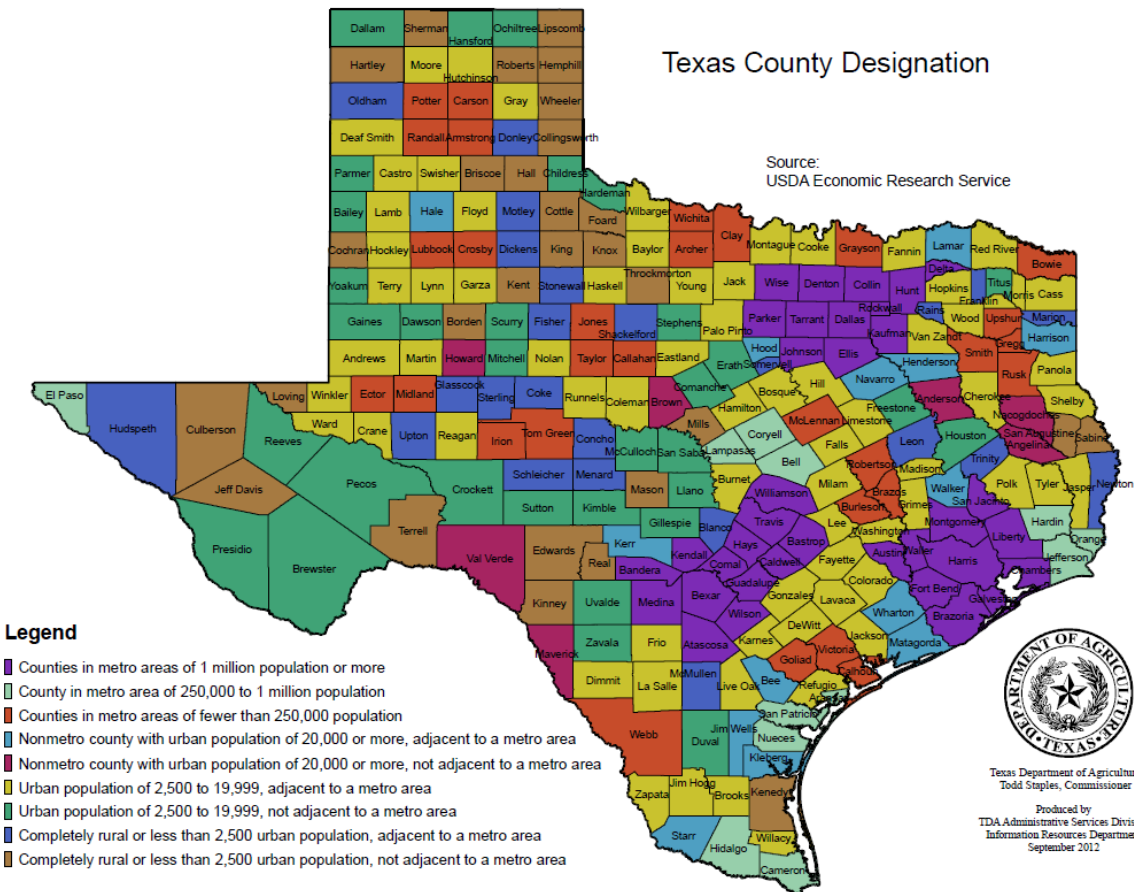 Texas County Designation
Source:
USDA Economic Research Service
Dallam Sherman Hansford Ochiltree Lipscomb
Hartley Moore Hutchinson Roberts Hemphill
Oldham Potter Carson Gray Wheeler
Deaf Smith Randall Armstrong Donley Collingsworth
Parmer Castro Swisher Briscoe Hall Childress Hardeman
Bailey Lamb Hale Floyd Motley Cottle Foard Wilbarger Wichita Clay Montague Cooke Grayson Fannin Lamar Red River Bowie
Cochran Hockley Lubbock Crosby Dickens King Knox Baylor Archer
Yoakum Terry Lynn Garza Kent Stonewall Haskell Throckmorton Young Jack Wise Denton Collin Hunt Delta Hopkins Franklin Titus Morris Cass
Gaines Dawson Borden Scurry Fisher Jones Shackelford Stephens Palo Pinto Parker Tarrant Dallas Rockwall Kaufman Rains Wood Upshur Marion
Andrews Martin Howard Mitchell Nolan Taylor Callahan Eastland Erath Hood Somervell Johnson Ellis Van Zandt Smith Gregg Harrison
El Paso Hudspeth Culberson Loving Winkler Ector Midland Glasscock Sterling Coke Runnels Coleman Brown Comanche Hamilton Bosque Hill Navarro Henderson Anderson Cherokee Rusk Panola Shelby
Reeves Ward Crane Upton Reagan Irion Tom Green Concho McCulloch San Saba Mills Lampasas Coryell McLennan Limestone Freestone Nacogdoches San Augustine Sabine
Jeff Davis Pecos Crockett Schleicher Menard Mason Llano Burnet Bell Falls Robertson Leon Houston Angelina Trinity
Presidio Brewster Terrell Sutton Kimble Gillespie Blanco Williamson Milam Brazos Madison Walker San Jacinto Polk Tyler Jasper Newton
Val Verde Edwards Real Kerr Bandera Kendall Hays Travis Bastrop Lee Burleson Washington Grimes Montgomery Liberty Hardin Orange
Kinney Uvalde Medina Bexar Comal Guadalupe Caldwell Fayette Austin Waller Harris Chambers Jefferson
Maverick Zavala Frio Atascosa Wilson Gonzales Lavaca Colorado Wharton Fort Bend Brazoria Galveston
Dimmit La Salle McMullen Live Oak Karnes DeWitt Goliad Victoria Jackson Matagorda Calhoun
Webb Duval Jim Wells Bee Refugio San Patricio Nueces Kleberg
Zapata Jim Hogg Brooks Kenedy
Starr Hidalgo Willacy Cameron
Legend
Counties in metro areas of 1 million population or more
County in metro area of 250,000 to 1 million population
Counties in metro areas of fewer than 250,000 population
Nonmetro county with urban population of 20,000 or more, adjacent to a metro area
Nonmetro county with urban population of 20,000 or more, not adjacent to a metro area
Urban population of 2,500 to 19,999, adjacent to a metro area
Urban population of 2,500 to 19,999, not adjacent to a metro area
Completely rural or less than 2,500 urban population, adjacent to a metro area
Completely rural or less than 2,500 urban population, not adjacent to a metro area
DEPARTMENT OF AGRICULTURE
TEXAS
Texas Department of Agricultur
Todd Staples, Commissioner
Produced by
TDA Administrative Services Divis
Information Resources Departme
September 2012